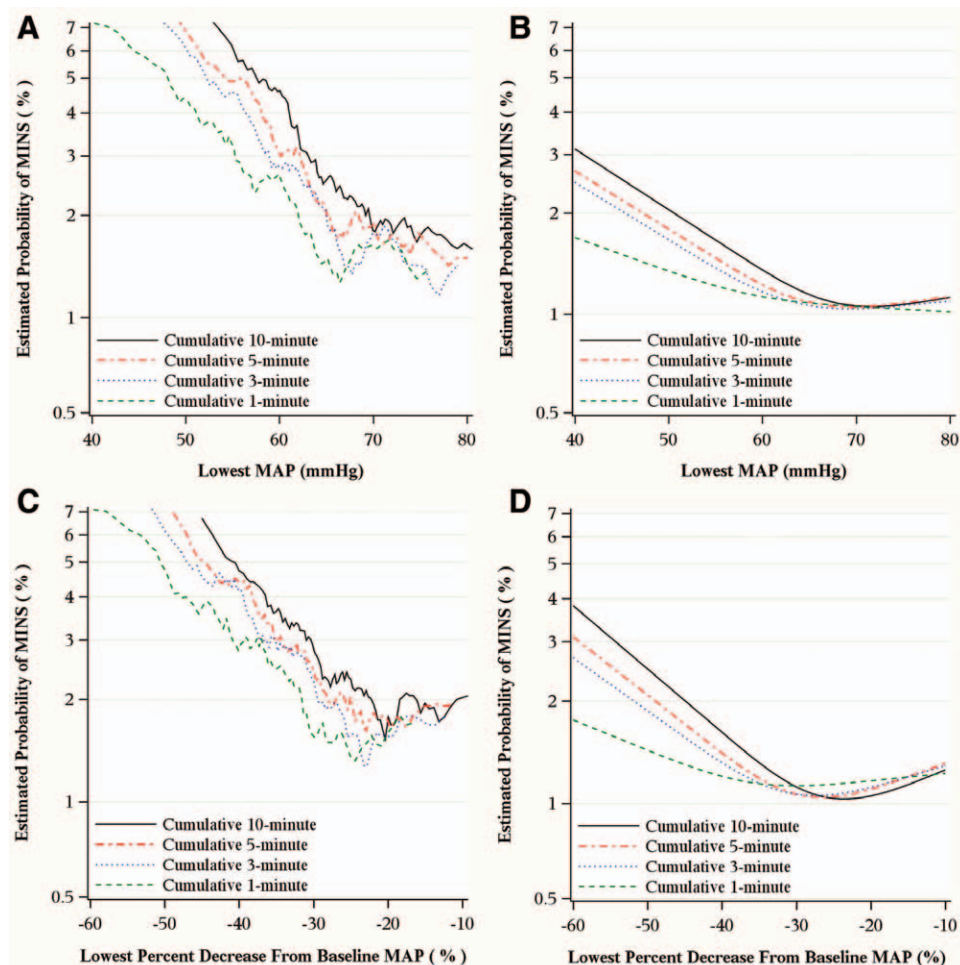 A
Estimated Probability of MINS ( % )
7
6
5
4
3
2
1
0.5
Cumulative 10-minute
Cumulative 5-minute
Cumulative 3-minute
Cumulative 1-minute
40 50 60 70 80
Lowest MAP (mmHg)
B
Estimated Probability of MINS ( % )
7
6
5
4
3
2
1
0.5
Cumulative 10-minute
Cumulative 5-minute
Cumulative 3-minute
Cumulative 1-minute
40 50 60 70 80
Lowest MAP (mmHg)
C
Estimated Probability of MINS ( % )
7
6
5
4
3
2
1
0.5
Cumulative 10-minute
Cumulative 5-minute
Cumulative 3-minute
Cumulative 1-minute
-60 -50 -40 -30 -20 -10
Lowest Percent Decrease From Baseline MAP ( % )
D
Estimated Probability of MINS ( % )
7
6
5
4
3
2
1
0.5
Cumulative 10-minute
Cumulative 5-minute
Cumulative 3-minute
Cumulative 1-minute
-60 -50 -40 -30 -20 -10
Lowest Percent Decrease From Baseline MAP (%)